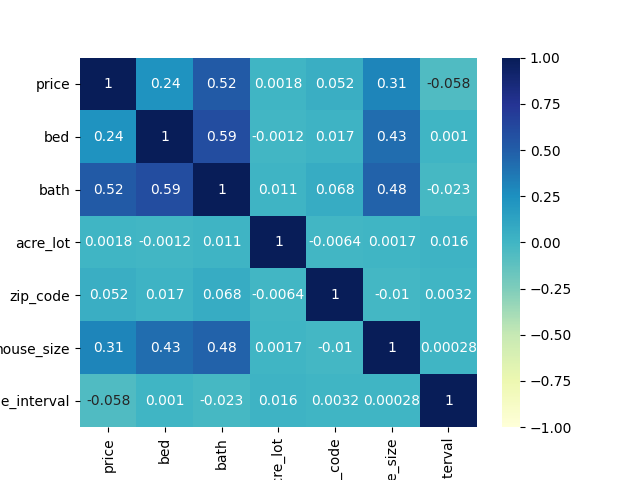 price 1 0.24 0.52 0.0018 0.052 0.31 -0.058 1.00
bed 0.24 1 0.59 -0.0012 0.017 0.43 0.001 0.75
bath 0.52 0.59 1 0.011 0.068 0.48 -0.023 0.50
acre_lot 0.0018 -0.0012 0.011 1 -0.0064 0.0017 0.016 0.25
zip_code 0.052 0.017 0.068 -0.0064 1 -0.01 0.0032 0.00
house_size 0.31 0.43 0.48 0.0017 -0.01 1 0.00028 −0.25
e_interval -0.058 0.001 -0.023 0.016 0.0032 0.00028 1 −0.50
−0.75
−1.00
price bed bath cre_lot _code e_size terval